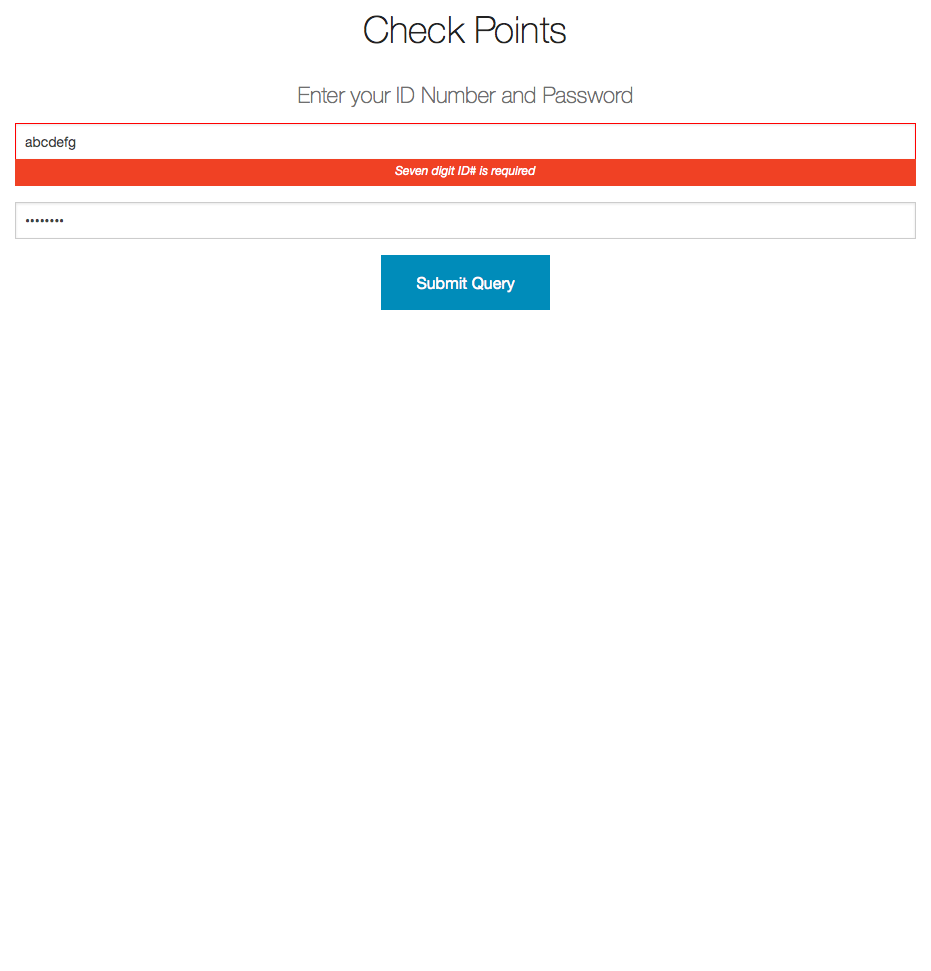 Check Points
Enter your ID Number and Password
abcdefg
Seven digit ID# is required
••••••••
Submit Query